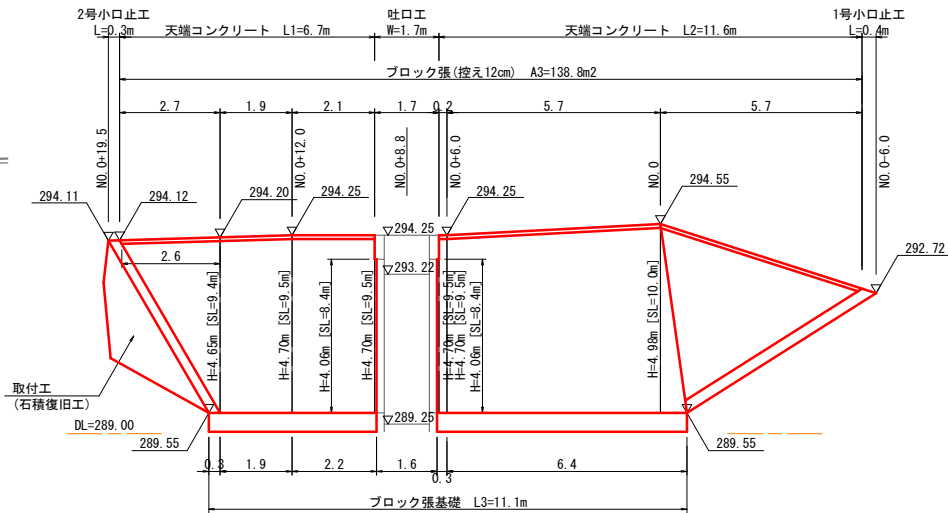 2号小口止工
L=0.3m
天端コンクリート L1=6.7m
吐口工
W=1.7m
天端コンクリート L2=11.6m
1号小口止工
L=0.4m
ブロック張(控え12cm) A3=138.8m2
2.7
1.9
2.1
1.7
0.2
5.7
5.7
NO.0+19.5
NO.0+12.0
NO.0+8.8
NO.0+6.0
NO.0
NO.0-6.0
294.11
294.12
294.20
294.25
294.25
294.25
294.55
292.72
293.22
2.6
H=4.65m [SL=9.4m]
H=4.70m [SL=9.5m]
H=4.06m [SL=8.4m]
H=4.70m [SL=9.5m]
H=4.70m [SL=9.5m]
H=4.70m [SL=9.5m]
H=4.06m [SL=8.4m]
H=4.98m [SL=10.0m]
取付工
(石積復旧工)
DL=289.00
289.55
289.25
289.55
0.3
1.9
2.2
1.6
0.3
6.4
ブロック張基礎 L3=11.1m